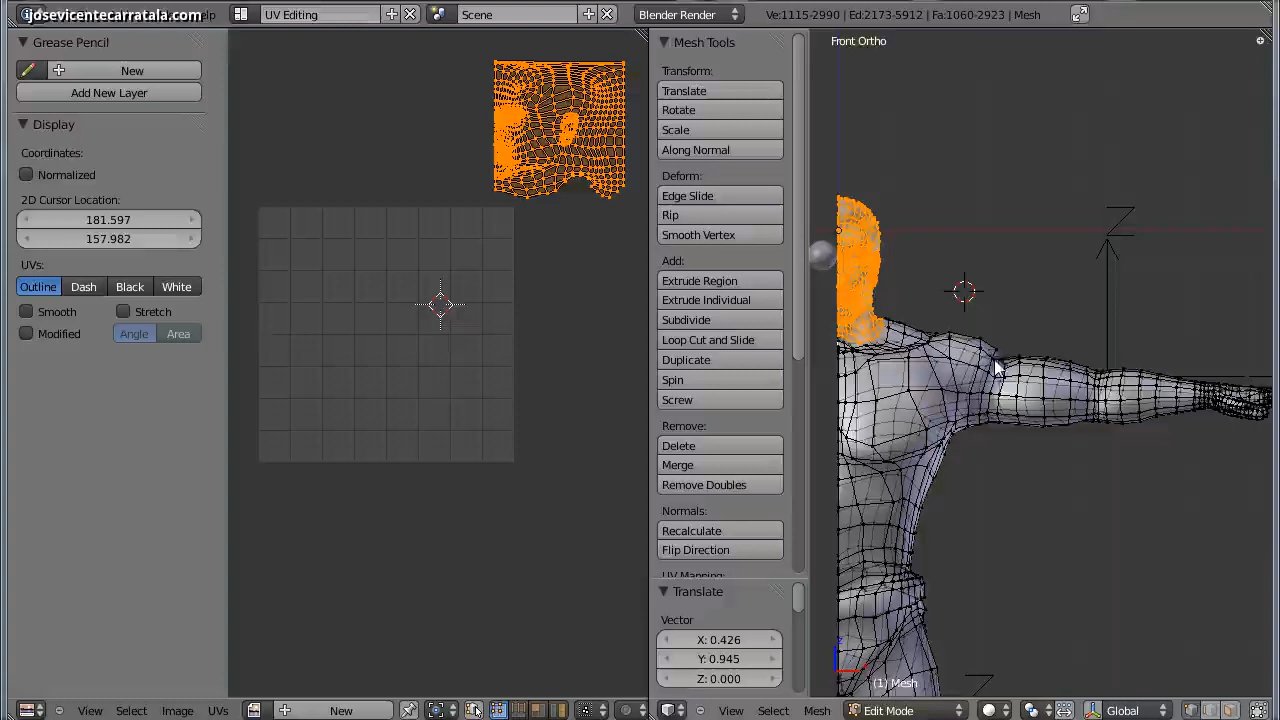 josevicentecarratala.com
UV Editing
Scene
Blender Render
Ve:1115-2990 | Ed:2173-5912 | Fa:1060-2923 | Mesh
Grease Pencil
New
Add New Layer
Display
Coordinates:
Normalized
2D Cursor Location:
181.597
157.982
UVs:
Outline
Dash
Black
White
Smooth
Stretch
Modified
Angle
Area
View
Select
Image
UVs
New
Mesh Tools
Transform:
Translate
Rotate
Scale
Along Normal
Deform:
Edge Slide
Rip
Smooth Vertex
Add:
Extrude Region
Extrude Individual
Subdivide
Loop Cut and Slide
Duplicate
Spin
Screw
Remove:
Delete
Merge
Remove Doubles
Normals:
Recalculate
Flip Direction
UV Mapping:
Translate
Vector
X: 0.426
Y: 0.945
Z: 0.000
Front Ortho
Z
(1) Mesh
View
Select
Mesh
Edit Mode
Global